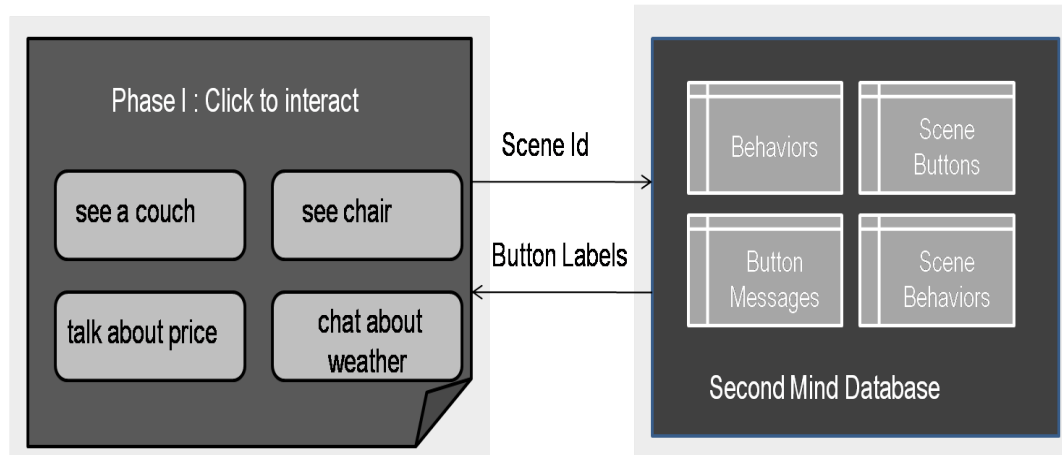 Phase I : Click to interact
see a couch
see chair
talk about price
chat about
weather
Scene Id
Button Labels
Behaviors
Scene
Buttons
Button
Messages
Scene
Behaviors
Second Mind Database